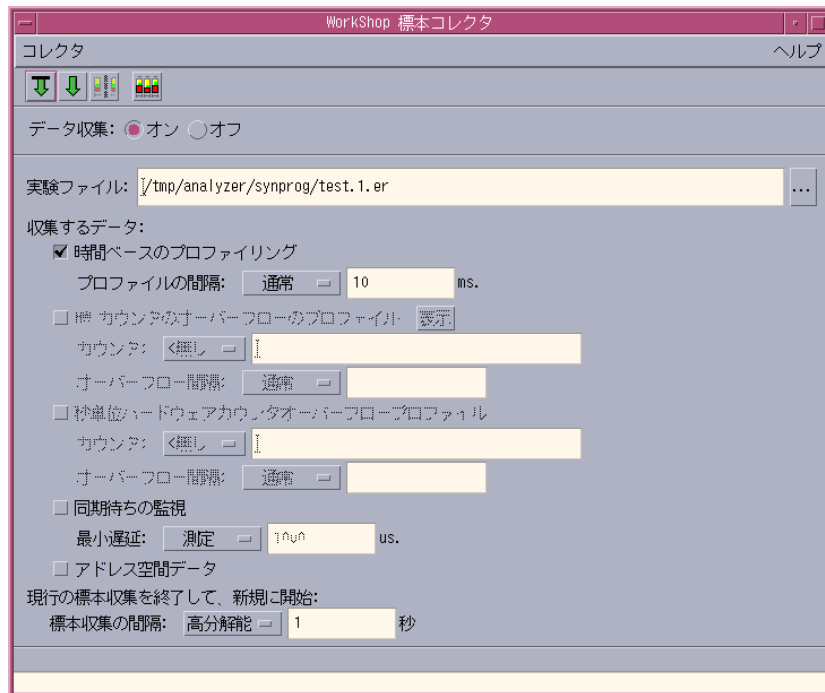 WorkShop 標本コレクタ
コレクタ ヘルプ
データ収集: オン オフ
実験ファイル: /tmp/analyzer/synprog/test.1.er ...
収集するデータ:
時間ベースのプロファイリング
プロファイルの間隔: 通常 10 ms.
カウンタのオーバーフローのプロファイル 表示
カウンタ: <無し
オーバーフロー間隔: 通常
秒単位ハードウェアカウンタオーバーフロープロファイル
カウンタ: <無し
オーバーフロー間隔: 通常
同期待ちの監視
最小遅延: 測定 us.
アドレス空間データ
現行の標本収集を終了して、新規に開始:
標本収集の間隔: 高分解能 1 秒